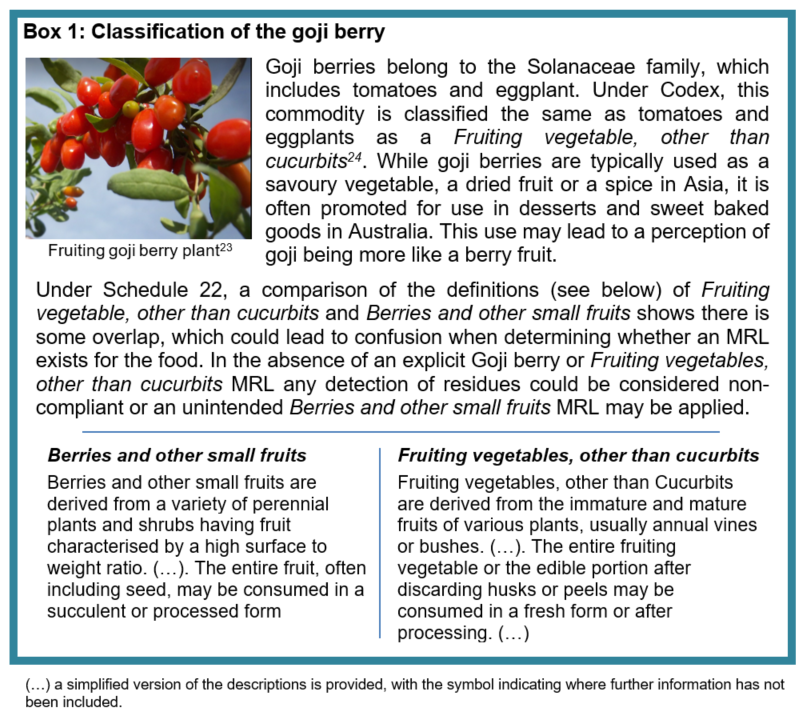 Box 1: Classification of the goji berry
Goji berries belong to the Solanaceae family, which
includes tomatoes and eggplant. Under Codex, this
commodity is classified the same as tomatoes and
eggplants as a Fruiting vegetable, other than
cucurbits24. While goji berries are typically used as a
savoury vegetable, a dried fruit or a spice in Asia, it is
often promoted for use in desserts and sweet baked
goods in Australia. This use may lead to a perception of
goji being more like a berry fruit.
Fruiting goji berry plant23
Under Schedule 22, a comparison of the definitions (see below) of Fruiting
vegetable, other than cucurbits and Berries and other small fruits shows there is
some overlap, which could lead to confusion when determining whether an MRL
exists for the food. In the absence of an explicit Goji berry or Fruiting vegetables,
other than cucurbits MRL any detection of residues could be considered non-
compliant or an unintended Berries and other small fruits MRL may be applied.
Berries and other small fruits
Berries and other small fruits are
derived from a variety of perennial
plants and shrubs having fruit
characterised by a high surface to
weight ratio. (…). The entire fruit, often
including seed, may be consumed in a
succulent or processed form
Fruiting vegetables, other than cucurbits
Fruiting vegetables, other than Cucurbits
are derived from the immature and mature
fruits of various plants, usually annual vines
or bushes. (…). The entire fruiting
vegetable or the edible portion after
discarding husks or peels may be
consumed in a fresh form or after
processing. (…)
(…) a simplified version of the descriptions is provided, with the symbol indicating where further information has not
been included.